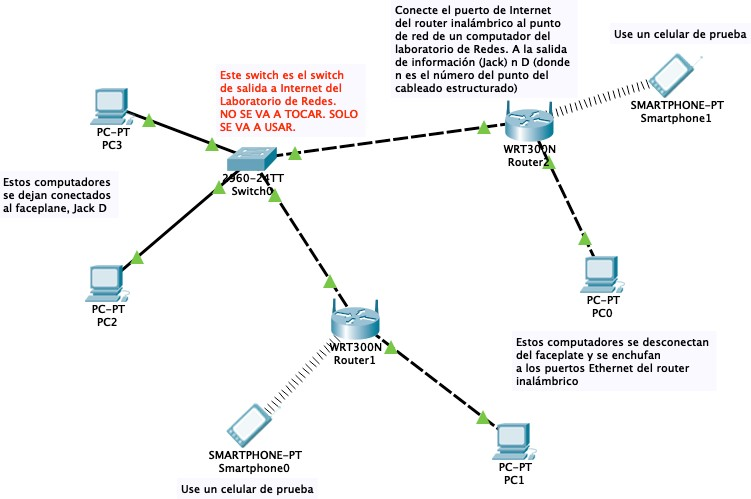 Conecte el puerto de Internet
del router inalámbrico al punto
de red de un computador del
laboratorio de Redes. A la salida
de información (Jack) n D (donde
n es el número del punto del
cableado estructurado)
Use un celular de prueba
SMARTPHONE-PT
Smartphone1
Este switch es el switch
de salida a Internet del
Laboratorio de Redes.
NO SE VA A TOCAR. SOLO
SE VA A USAR.
PC-PT
PC3
WRT300N
Router2
2960-24TT
Switch0
Estos computadores
se dejan conectados
al faceplane, Jack D
PC-PT
PC2
PC-PT
PC0
WRT300N
Router1
Estos computadores se desconectan
del faceplate y se enchufan
a los puertos Ethernet del router
inalámbrico
SMARTPHONE-PT
Smartphone0
Use un celular de prueba
PC-PT
PC1